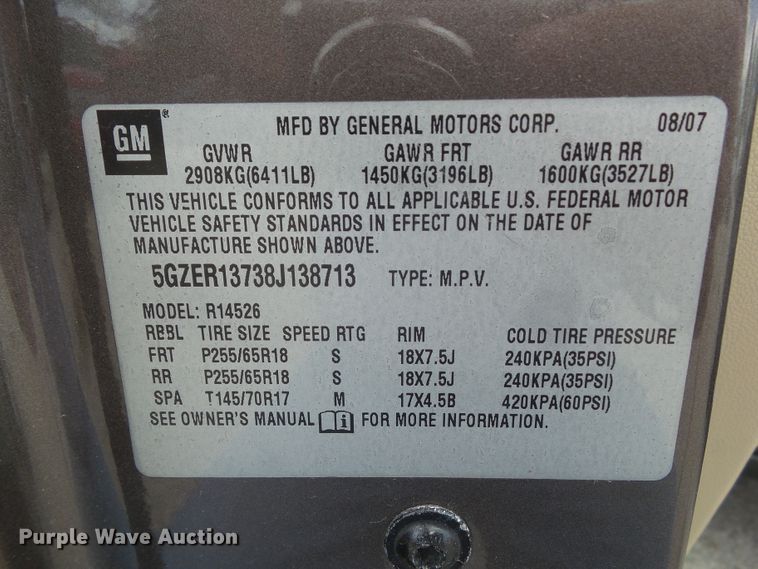 GM ® MFD BY GENERAL MOTORS CORP. 08/07
GVWR GAWR FRT GAWR RR
2908KG(6411LB) 1450KG(3196LB) 1600KG(3527LB)
THIS VEHICLE CONFORMS TO ALL APPLICABLE U.S. FEDERAL MOTOR
VEHICLE SAFETY STANDARDS IN EFFECT ON THE DATE OF
MANUFACTURE SHOWN ABOVE.
5GZER13738J138713 TYPE: M.P.V.
MODEL: R14526
RBBL TIRE SIZE SPEED RTG RIM COLD TIRE PRESSURE
FRT P255/65R18 S 18X7.5J 240KPA(35PSI)
RR P255/65R18 S 18X7.5J 240KPA(35PSI)
SPA T145/70R17 M 17X4.5B 420KPA(60PSI)
SEE OWNER'S MANUAL i FOR MORE INFORMATION.
Purple Wave Auction®